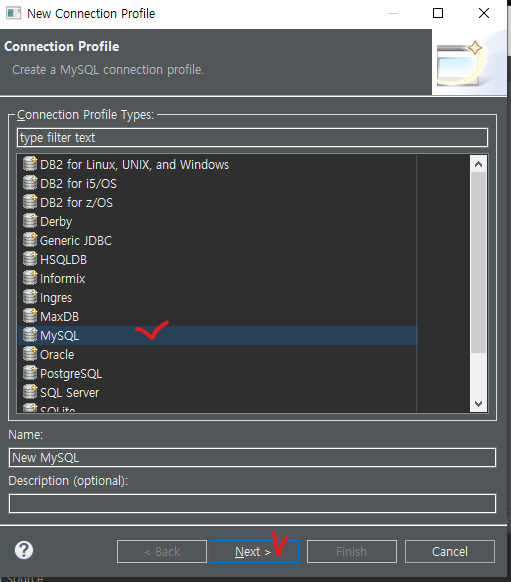 New Connection Profile
Connection Profile
Create a MySQL connection profile.
Connection Profile Types:
type filter text
DB2 for Linux, UNIX, and Windows
DB2 for i5/OS
DB2 for z/OS
Derby
Generic JDBC
HSQLDB
Informix
Ingres
MaxDB
MySQL
Oracle
PostgreSQL
SQL Server
SQLite
Name:
New MySQL
Description (optional):
? < Back Next > Finish Cancel
Source